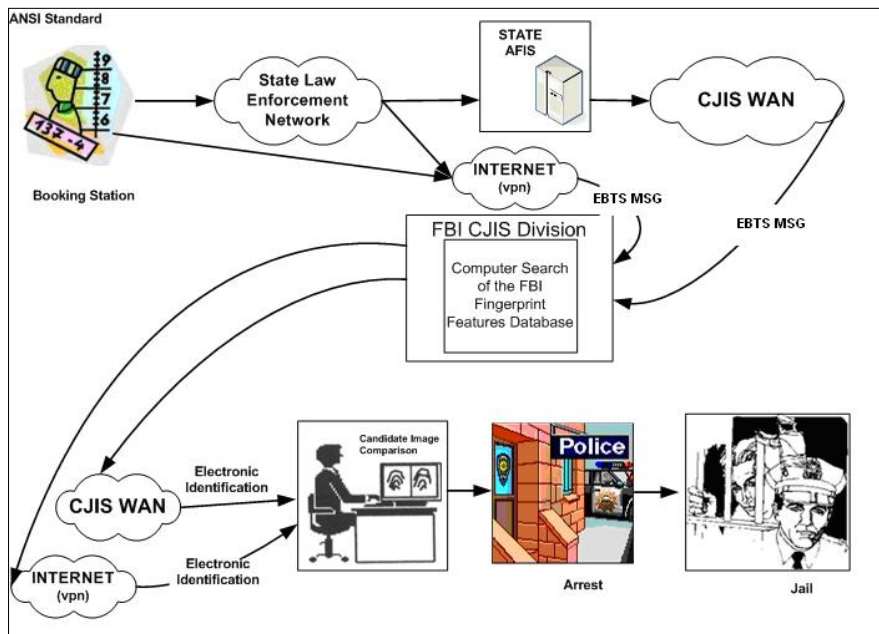 ANSI Standard
9
8
7
6
137-4
Booking Station
State Law
Enforcement
Network
STATE
AFIS
CJIS WAN
INTERNET
(vpn)
EBTS MSG
EBTS MSG
FBI CJIS Division
Computer Search
of the FBI
Fingerprint
Features Database
CJIS WAN
Electronic
Identification
INTERNET
(vpn)
Electronic
Identification
Candidate Image
Comparison
Police
Arrest
Jail